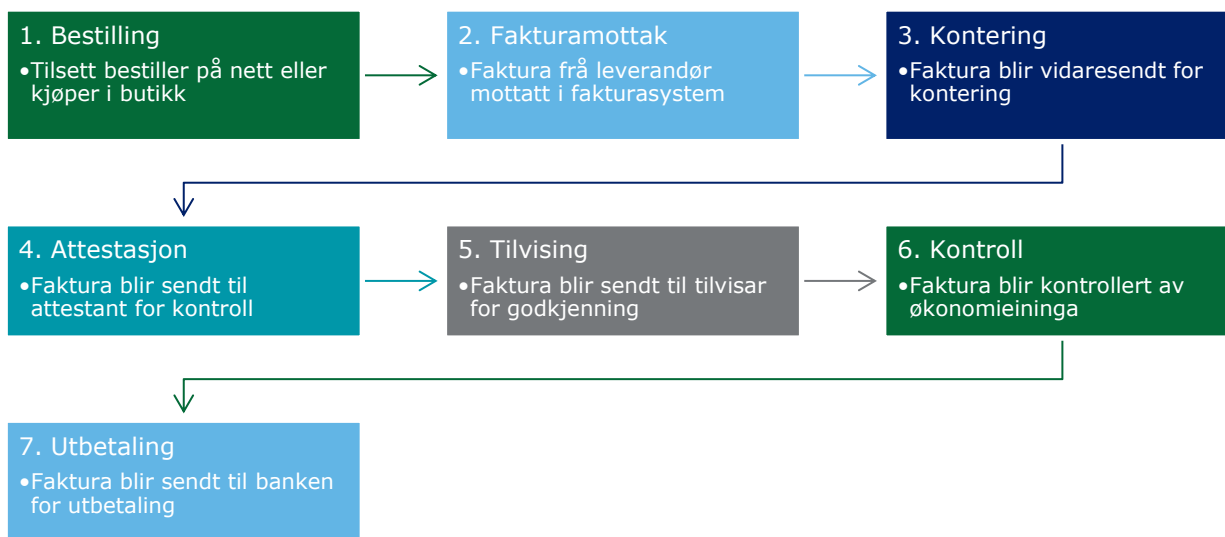 1. Bestilling
•Tilsett bestiller på nett eller
kjøper i butikk
2. Fakturamottak
•Faktura frå leverandør
mottatt i fakturasystem
3. Kontering
•Faktura blir vidaresendt for
kontering
4. Attestasjon
•Faktura blir sendt til
attestant for kontroll
5. Tilvising
•Faktura blir sendt til tilvisar
for godkjenning
6. Kontroll
•Faktura blir kontrollert av
økonomieininga
7. Utbetaling
•Faktura blir sendt til banken
for utbetaling